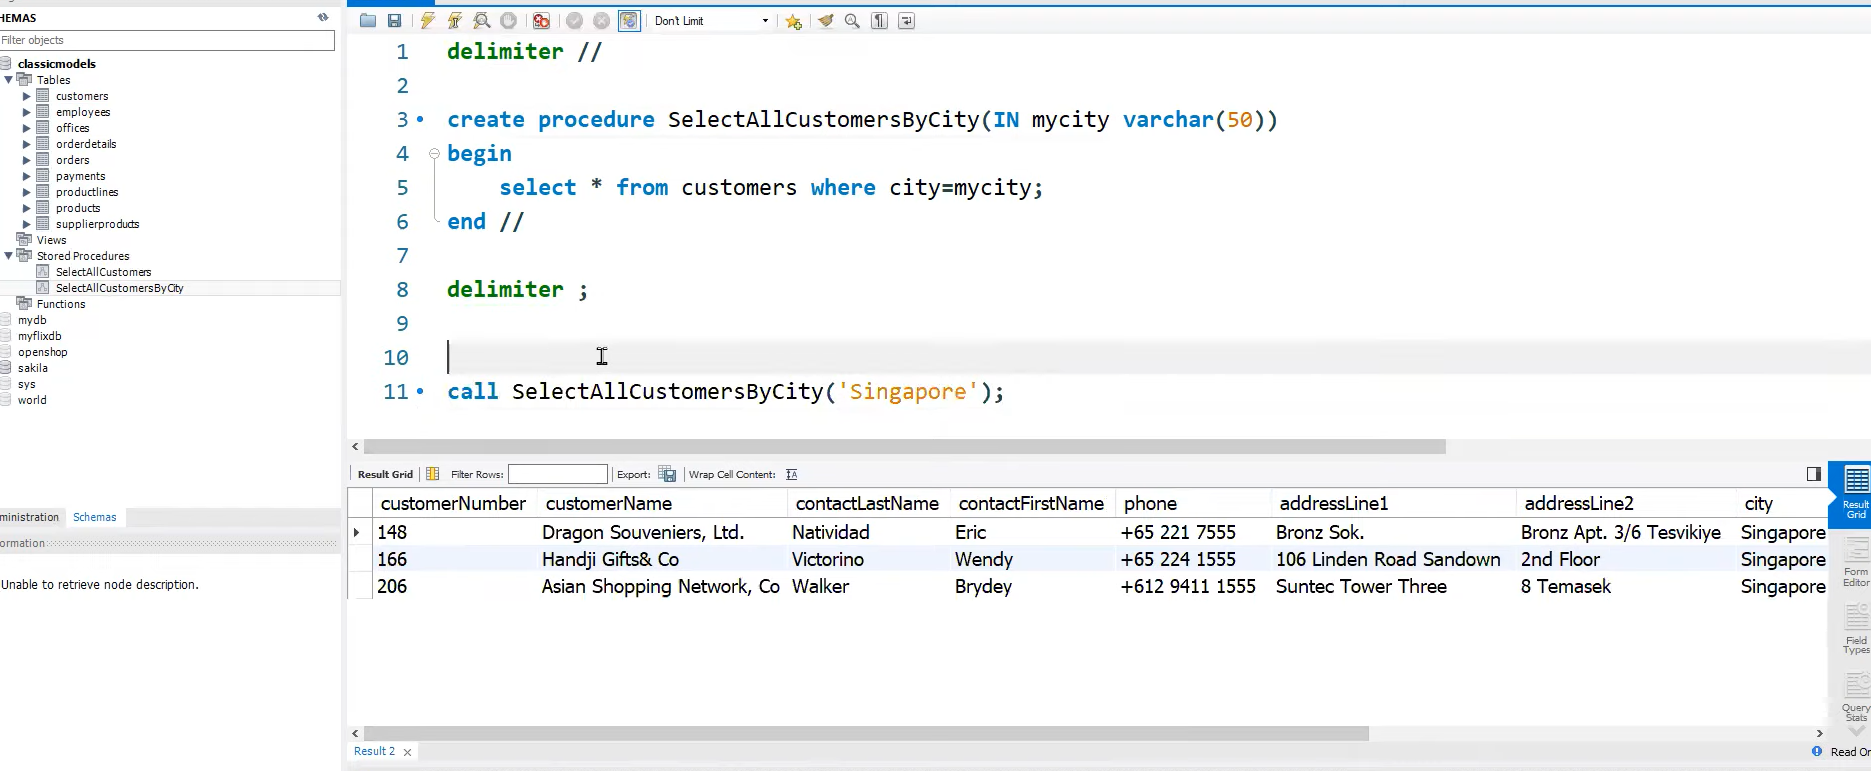 HEMAS
Filter objects
classicmodels
Tables
customers
employees
offices
orderdetails
orders
payments
productlines
products
supplierproducts
Views
Stored Procedures
SelectAllCustomers
SelectAllCustomersByCity
Functions
mydb
myflixdb
openshop
sakila
sys
world
ministration Schemas
ormation
Unable to retrieve node description.
Don't Limit
1 delimiter //
2
3 create procedure SelectAllCustomersByCity(IN mycity varchar(50))
4 begin
5 select * from customers where city=mycity;
6 end //
7
8 delimiter ;
9
10
11 call SelectAllCustomersByCity('Singapore');
Result Grid Filter Rows: Export: Wrap Cell Content: IA
customerNumber customerName contactLastName contactFirstName phone addressLine1 addressLine2 city
148 Dragon Souveniers, Ltd. Natividad Eric +65 221 7555 Bronz Sok. Bronz Apt. 3/6 Tesvikiye Singapore
166 Handji Gifts& Co Victorino Wendy +65 224 1555 106 Linden Road Sandown 2nd Floor Singapore
206 Asian Shopping Network, Co Walker Brydey +612 9411 1555 Suntec Tower Three 8 Temasek Singapore
Result
Grid
Form
Editor
Field
Types
Query
Stats
Result 2
Read On